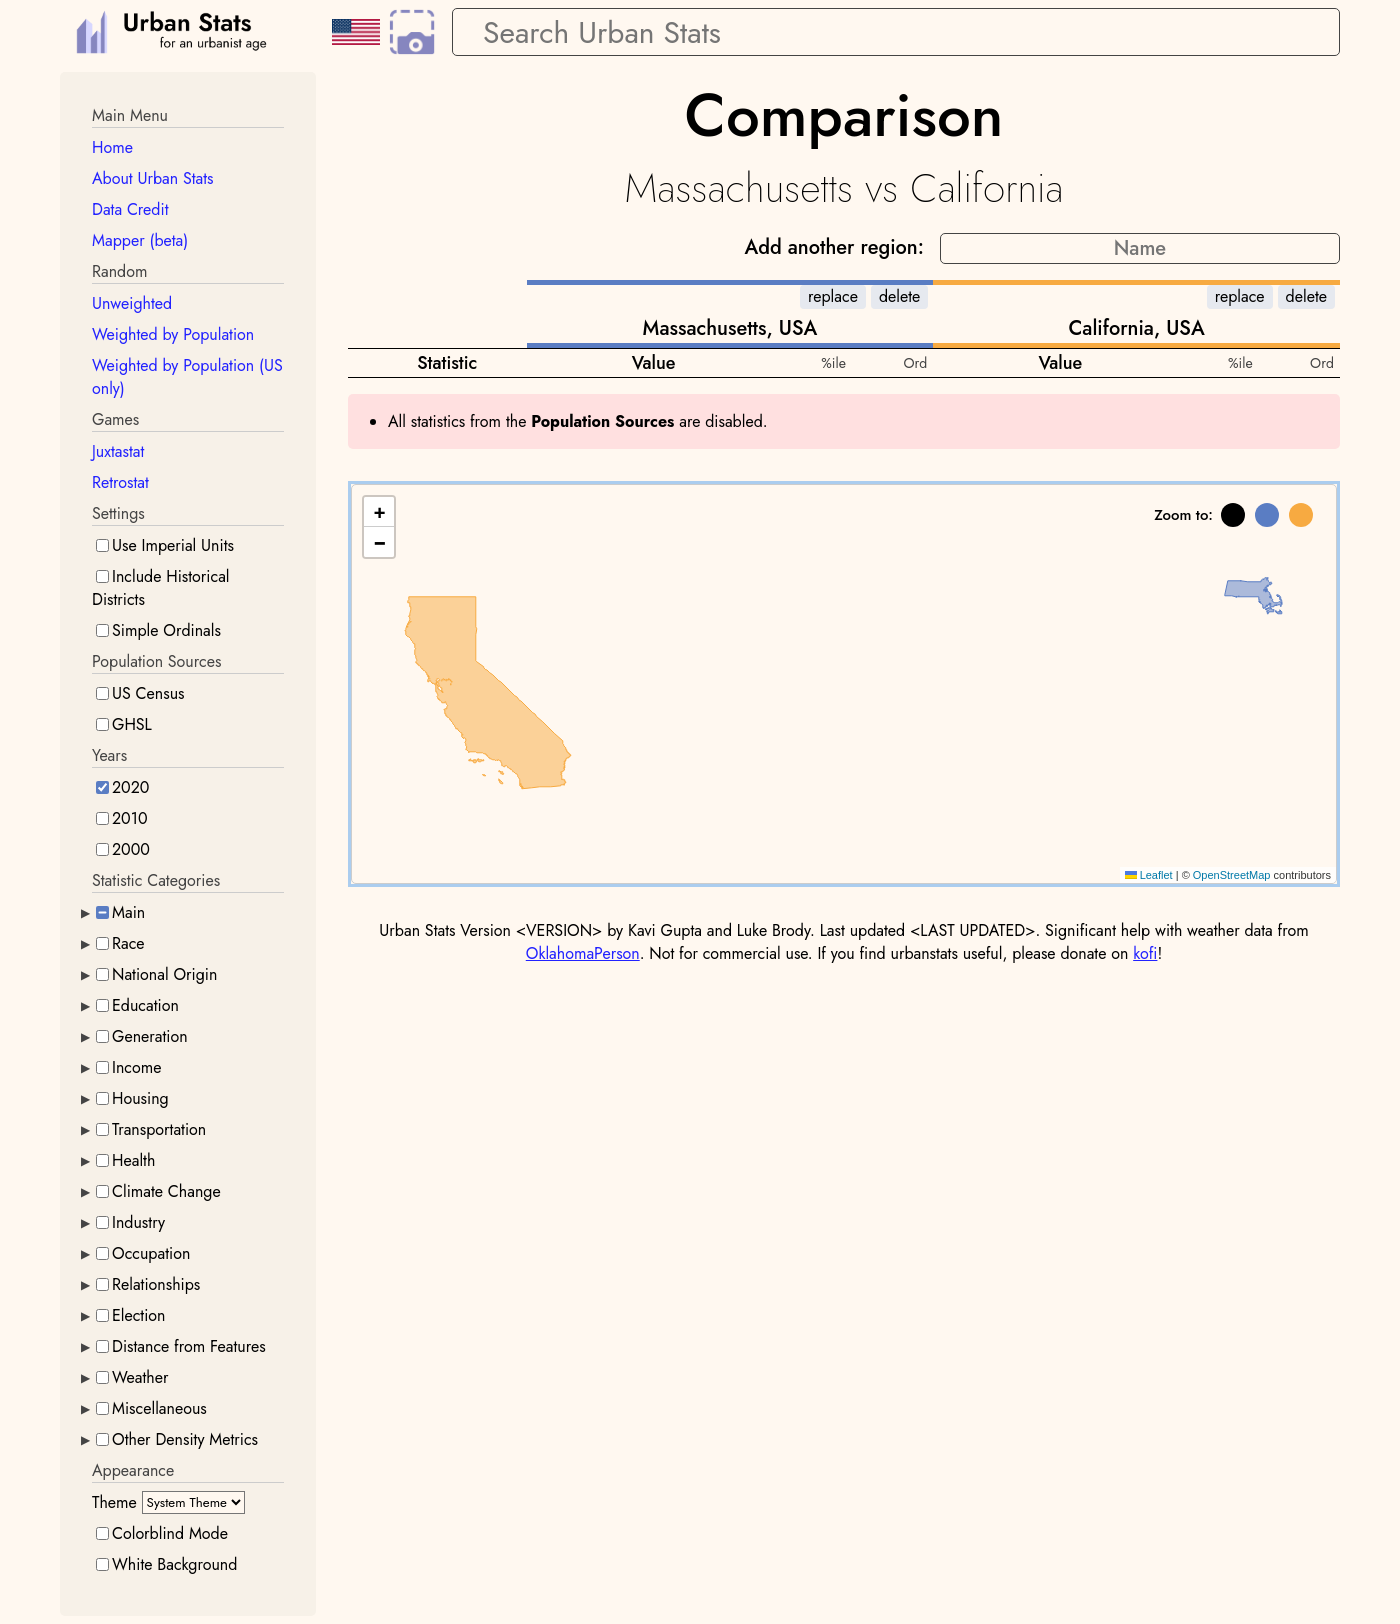 Urban Stats
for an urbanist age
Search Urban Stats
Main Menu
Home
About Urban Stats
Data Credit
Mapper (beta)
Random
Unweighted
Weighted by Population
Weighted by Population (US
only)
Games
Juxtastat
Retrostat
Settings
Use Imperial Units
Include Historical
Districts
Simple Ordinals
Population Sources
US Census
GHSL
Years
2020
2010
2000
Statistic Categories
Main
Race
National Origin
Education
Generation
Income
Housing
Transportation
Health
Climate Change
Industry
Occupation
Relationships
Election
Distance from Features
Weather
Miscellaneous
Other Density Metrics
Appearance
Theme System Theme
Colorblind Mode
White Background
Comparison
Massachusetts vs California
Add another region: Name
replace delete replace delete
Massachusetts, USA California, USA
Statistic Value %ile Ord Value %ile Ord
All statistics from the Population Sources are disabled.
+
−
Zoom to:
Leaflet | © OpenStreetMap contributors
Urban Stats Version <VERSION> by Kavi Gupta and Luke Brody. Last updated <LAST UPDATED>. Significant help with weather data from
OklahomaPerson. Not for commercial use. If you find urbanstats useful, please donate on kofi!